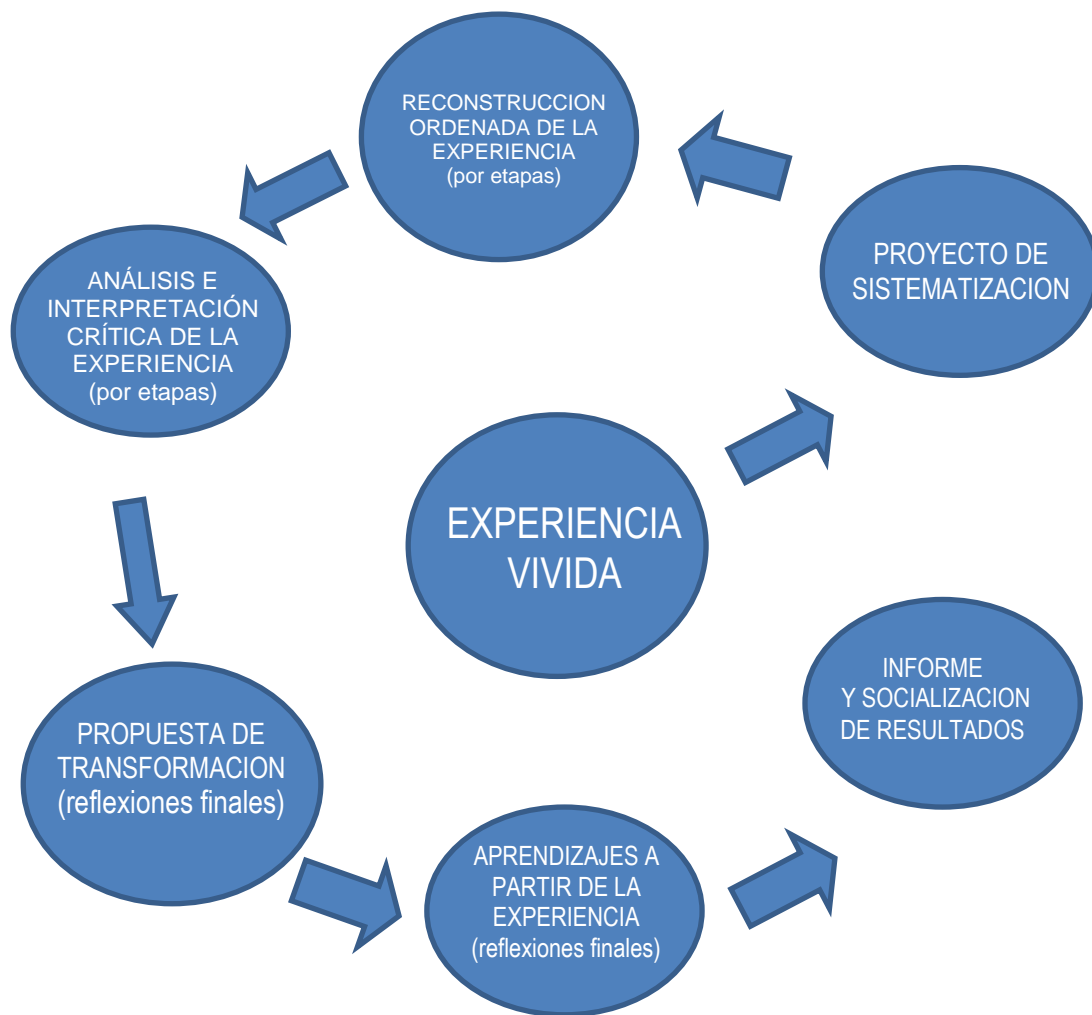 RECONSTRUCCION
ORDENADA DE LA
EXPERIENCIA
(por etapas)
PROYECTO DE
SISTEMATIZACION
ANÁLISIS E
INTERPRETACIÓN
CRÍTICA DE LA
EXPERIENCIA
(por etapas)
EXPERIENCIA
VIVIDA
INFORME
Y SOCIALIZACION
DE RESULTADOS
PROPUESTA DE
TRANSFORMACION
(reflexiones finales)
APRENDIZAJES A
PARTIR DE LA
EXPERIENCIA
(reflexiones finales)